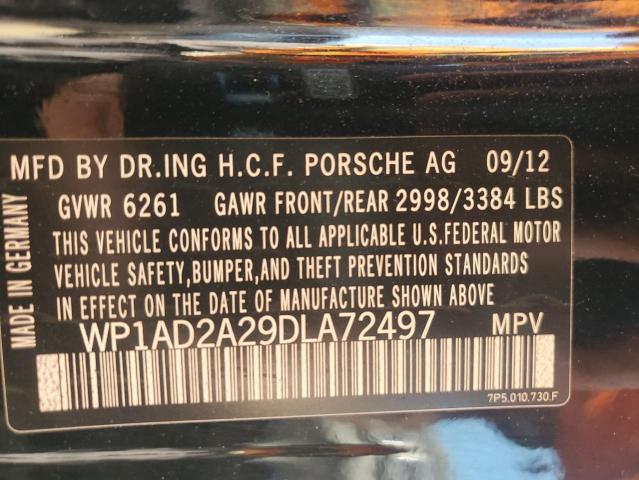 MFD BY DR.ING H.C.F. PORSCHE AG 09/12
GVWR 6261 GAWR FRONT/REAR 2998/3384 LBS
THIS VEHICLE CONFORMS TO ALL APPLICABLE U.S.FEDERAL MOTOR
VEHICLE SAFETY,BUMPER,AND THEFT PREVENTION STANDARDS
IN EFFECT ON THE DATE OF MANUFACTURE SHOWN ABOVE
WP1AD2A29DLA72497 MPV
MADE IN GERMANY
7P5.010.730.F